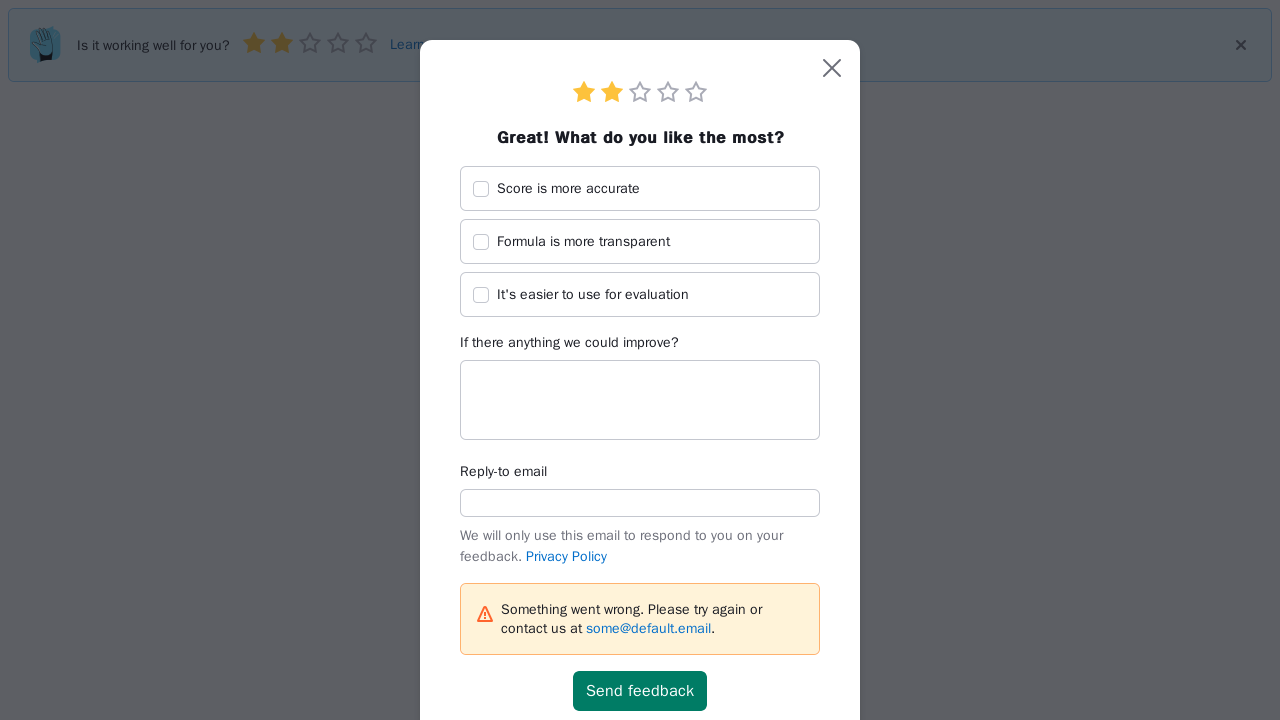 Is it working well for you?
Learn
Great! What do you like the most?
Score is more accurate
Formula is more transparent
It's easier to use for evaluation
If there anything we could improve?
Reply-to email
We will only use this email to respond to you on your
feedback. Privacy Policy
Something went wrong. Please try again or
contact us at some@default.email.
Send feedback